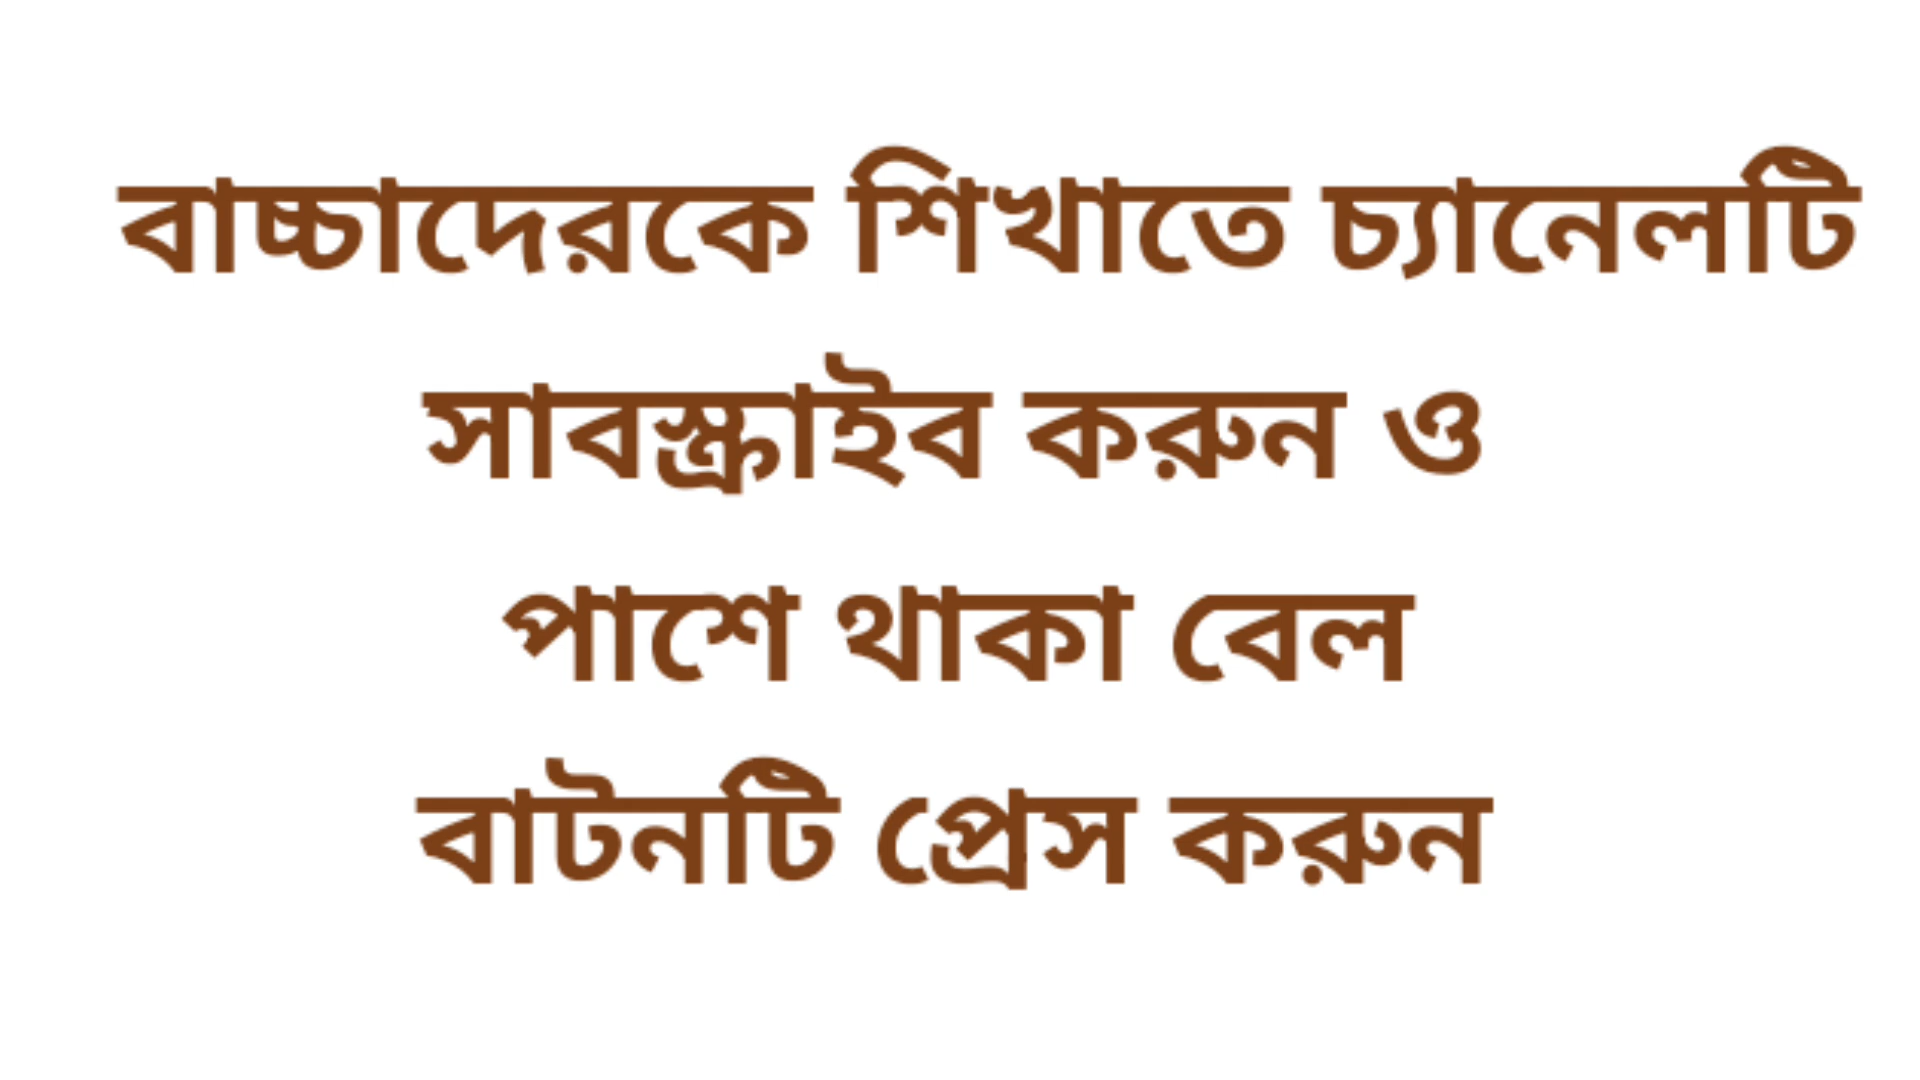 বাচ্চাদেরকে শিখাতে চ্যানেলটি
সাবস্ক্রাইব করুন ও
পাশে থাকা বেল
বাটনটি প্রেস করুন